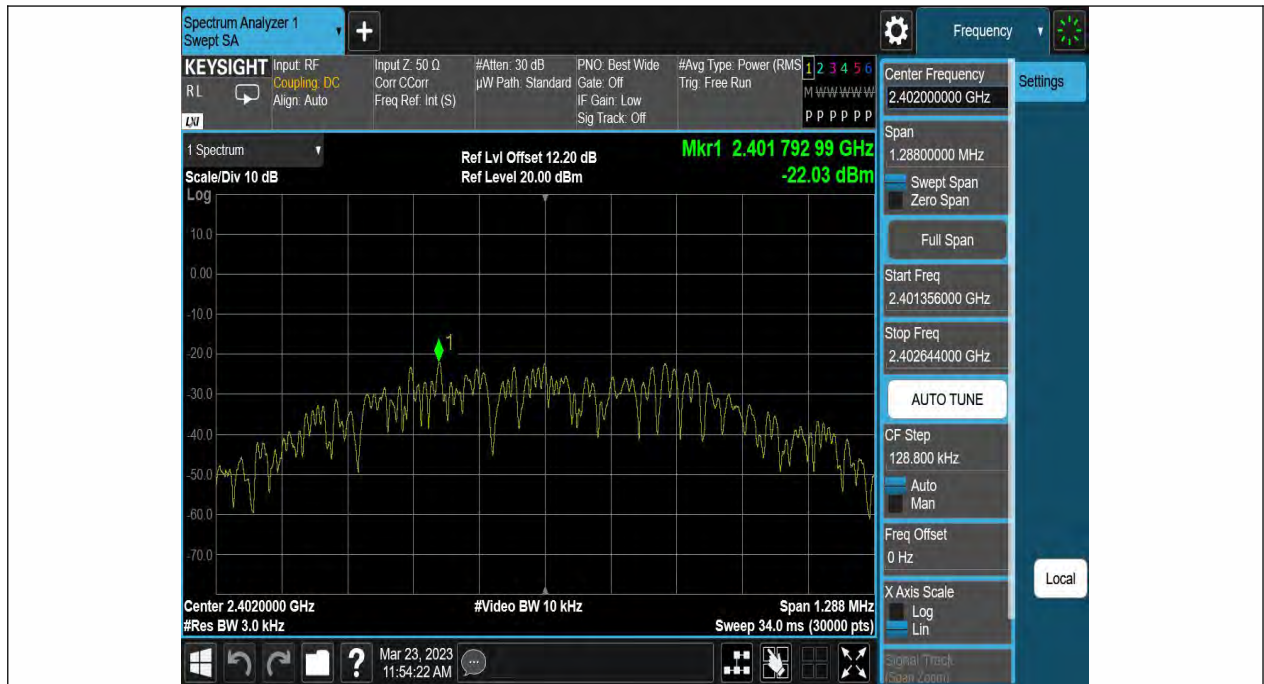 Spectrum Analyzer 1
Swept SA
+
Frequency
KEYSIGHT
RL
LXI
Input: RF
Coupling: DC
Align: Auto
Input Z: 50 Ω
Corr CCorr
Freq Ref: Int (S)
#Atten: 30 dB
µW Path: Standard
PNO: Best Wide
Gate: Off
IF Gain: Low
Sig Track: Off
#Avg Type: Power (RMS
Trig: Free Run
1 2 3 4 5 6
M W W W W W
P P P P P P
1 Spectrum
Scale/Div 10 dB
Ref Lvl Offset 12.20 dB
Ref Level 20.00 dBm
Mkr1 2.401 792 99 GHz
-22.03 dBm
Log
10.0
0.00
-10.0
-20.0
-30.0
-40.0
-50.0
-60.0
-70.0
1
Center 2.4020000 GHz
#Res BW 3.0 kHz
#Video BW 10 kHz
Span 1.288 MHz
Sweep 34.0 ms (30000 pts)
Center Frequency
2.402000000 GHz
Settings
Span
1.28800000 MHz
Swept Span
Zero Span
Full Span
Start Freq
2.401356000 GHz
Stop Freq
2.402644000 GHz
AUTO TUNE
CF Step
128.800 kHz
Auto
Man
Freq Offset
0 Hz
X Axis Scale
Log
Lin
Signal Track
(Span Zoom)
Local
?
Mar 23, 2023
11:54:22 AM